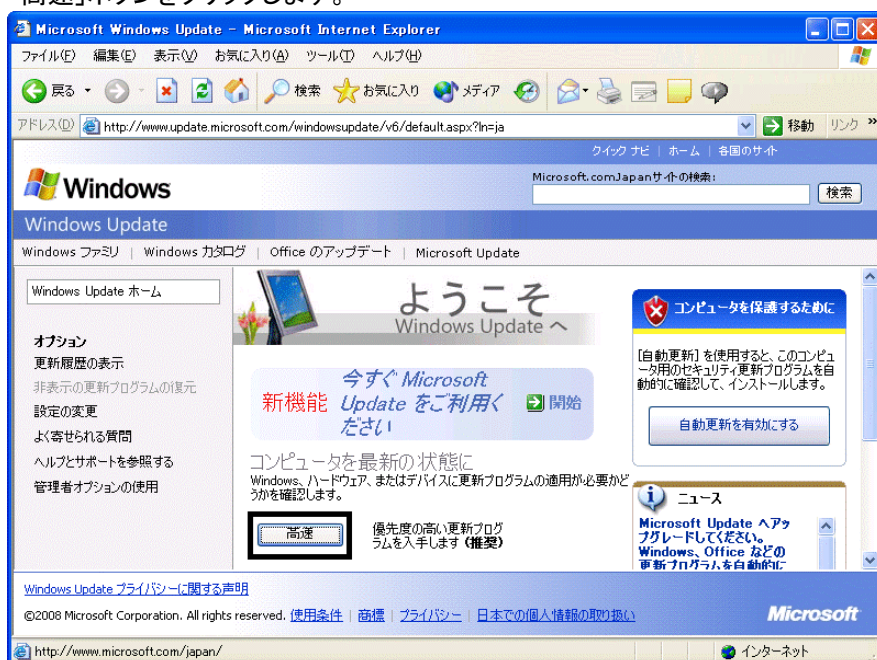 高速」ボタンをクリックします。
Microsoft Windows Update - Microsoft Internet Explorer
ファイル(F) 編集(E) 表示(V) お気に入り(A) ツール(T) ヘルプ(H)
戻る 検索 お気に入り メディア
アドレス(D) http://www.update.microsoft.com/windowsupdate/v6/default.aspx?ln=ja 移動 リンク »
クイック ナビ | ホーム | 各国のサイト
Windows
Microsoft.comJapanサイトの検索:
検索
Windows Update
Windows ファミリ | Windows カタログ | Office のアップデート | Microsoft Update
Windows Update ホーム
オプション
更新履歴の表示
非表示の更新プログラムの復元
設定の変更
よく寄せられる質問
ヘルプとサポートを参照する
管理者オプションの使用
ようこそ
Windows Update へ
新機能
今すぐ Microsoft
Update をご利用く
ださい
開始
コンピュータを最新の状態に
Windows、ハードウェア、またはデバイスに更新プログラムの適用が必要かど
うかを確認します。
高速
優先度の高い更新プログ
ラムを入手します (推奨)
コンピュータを保護するために
[自動更新] を使用すると、このコンピュ
ータ用のセキュリティ更新プログラムを自
動的に確認して、インストールします。
自動更新を有効にする
ニュース
Microsoft Update へアッ
プグレードしてください。
Windows、Office などの
更新プログラムを自動的に
Windows Update プライバシーに関する声明
©2008 Microsoft Corporation. All rights reserved. 使用条件 | 商標 | プライバシー | 日本での個人情報の取り扱い
Microsoft
http://www.microsoft.com/japan/
インターネット